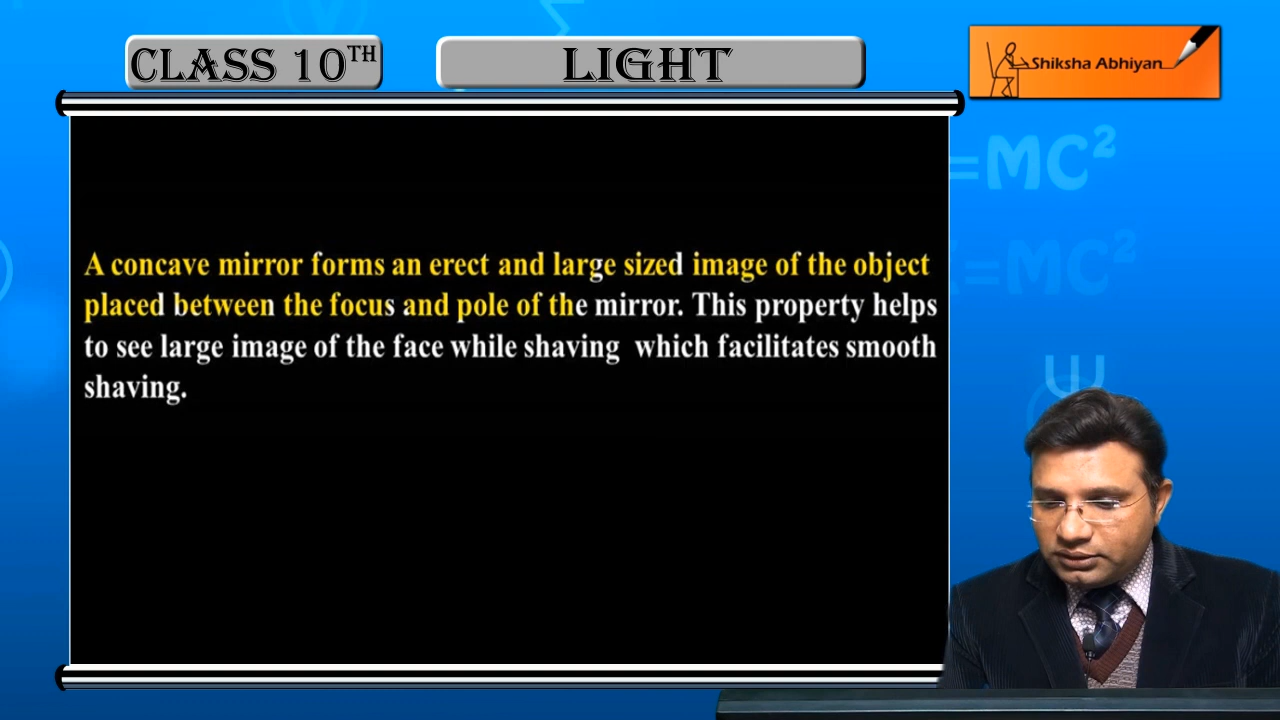 CLASS 10TH
LIGHT
Shiksha Abhiyan
=MC²
=MC²
A concave mirror forms an erect and large sized image of the object
placed between the focus and pole of the mirror. This property helps
to see large image of the face while shaving which facilitates smooth
shaving.